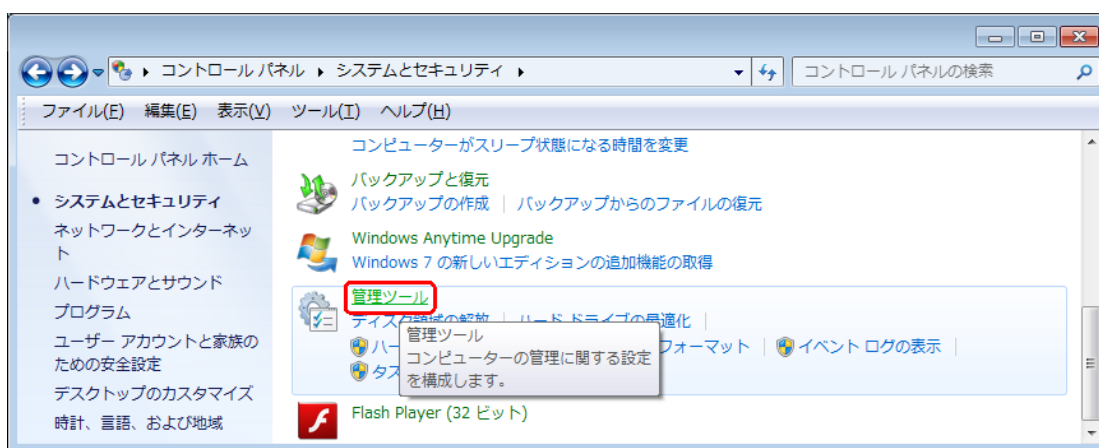 コントロール パネル システムとセキュリティ
コントロール パネルの検索
ファイル(F) 編集(E) 表示(V) ツール(T) ヘルプ(H)
コントロール パネル ホーム
システムとセキュリティ
ネットワークとインターネッ
ト
ハードウェアとサウンド
プログラム
ユーザー アカウントと家族の
ための安全設定
デスクトップのカスタマイズ
時計、言語、および地域
コンピューターがスリープ状態になる時間を変更
バックアップと復元
バックアップの作成 バックアップからのファイルの復元
Windows Anytime Upgrade
Windows 7 の新しいエディションの追加機能の取得
管理ツール
ディスク領域の解放 ハード ドライブの最適化
ハー フォーマット イベント ログの表示
タス
管理ツール
コンピューターの管理に関する設定
を構成します。
Flash Player (32 ビット)